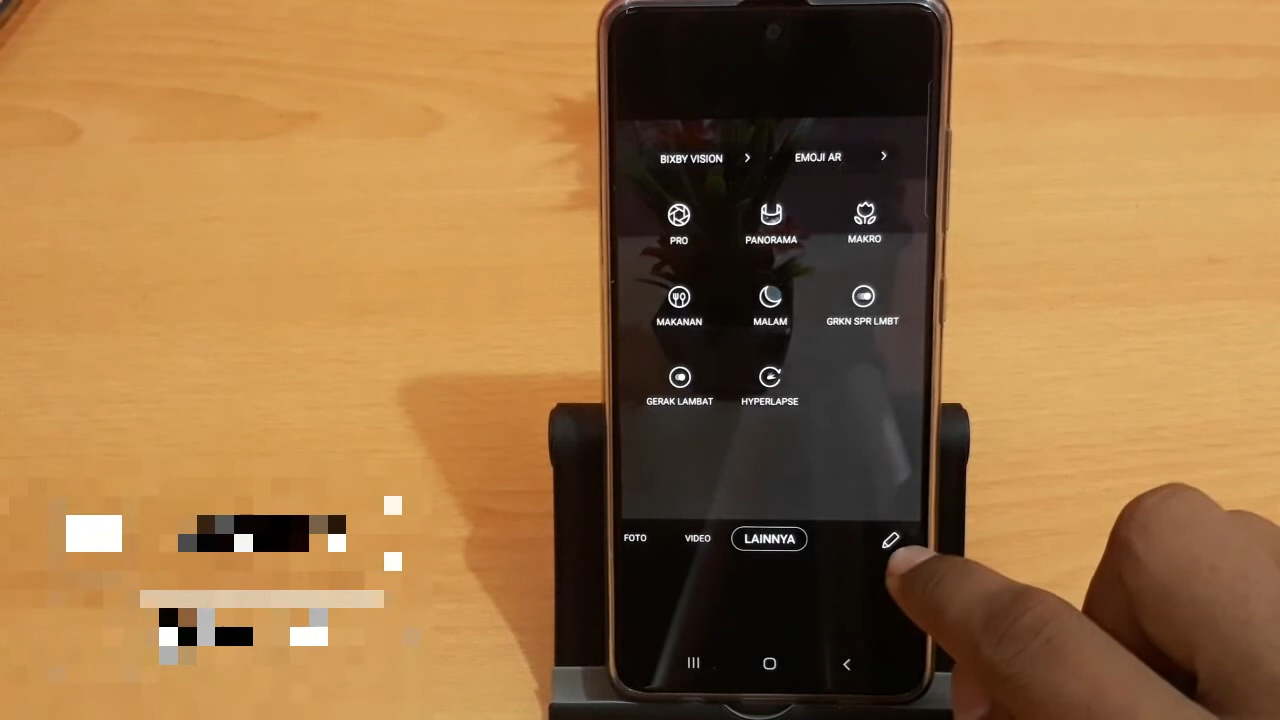 BIXBY VISION EMOJI AR
PRO PANORAMA MAKRO
MAKANAN MALAM GRKN SPR LMBT
GERAK LAMBAT HYPERLAPSE
FOTO VIDEO LAINNYA